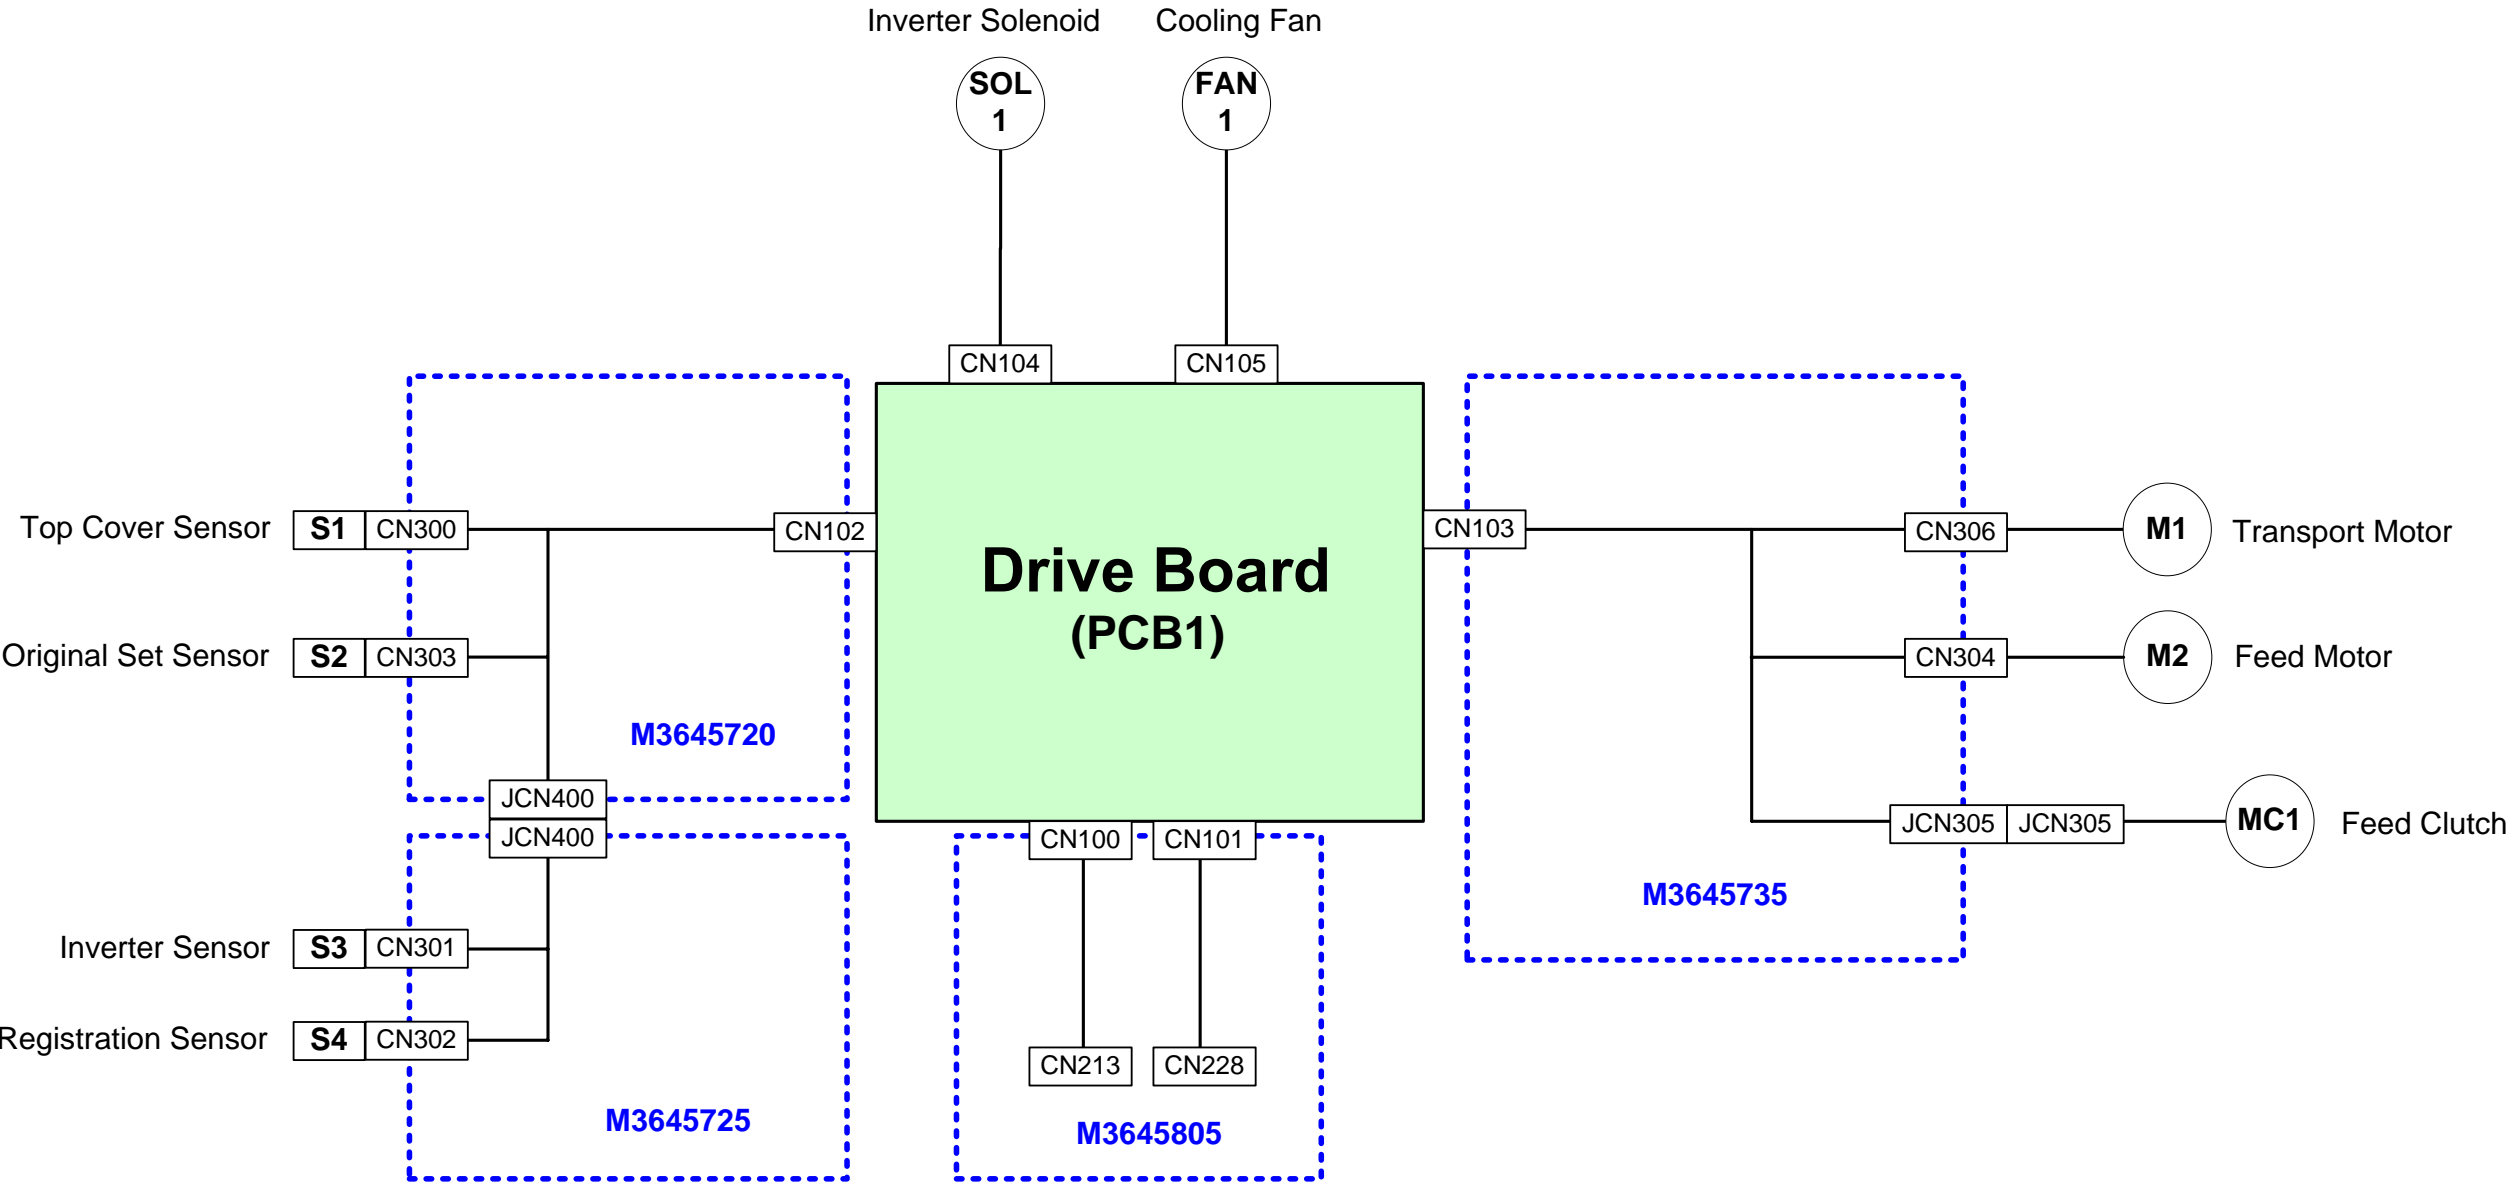 Inverter Solenoid
Cooling Fan
SOL
1
FAN
1
CN104
CN105
Top Cover Sensor
S1
CN300
CN102
Drive Board
(PCB1)
CN103
CN306
M1
Transport Motor
Original Set Sensor
S2
CN303
CN304
M2
Feed Motor
M3645720
JCN400
JCN400
CN100
CN101
JCN305
JCN305
MC1
Feed Clutch
M3645735
Inverter Sensor
S3
CN301
Registration Sensor
S4
CN302
CN213
CN228
M3645725
M3645805